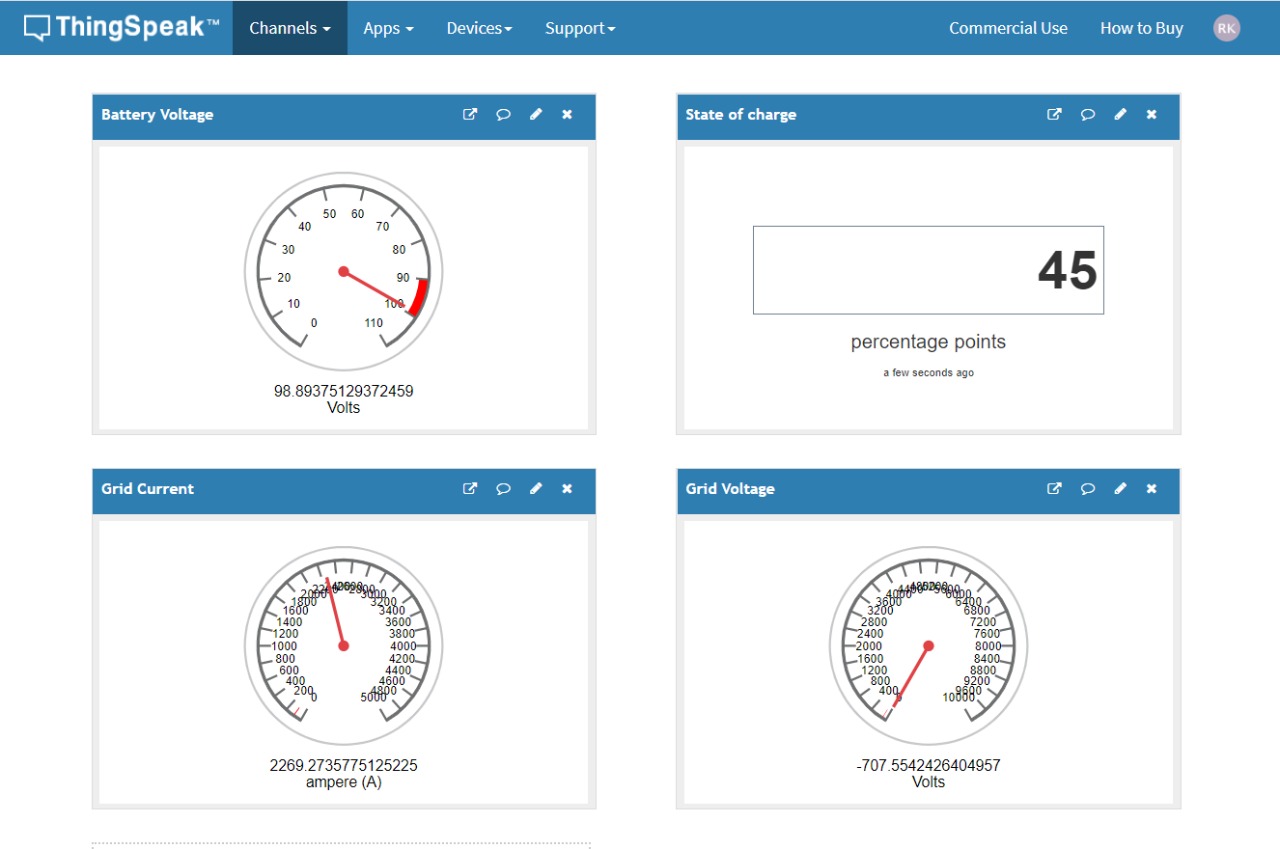 ThingSpeak™ Channels Apps Devices Support Commercial Use How to Buy RK
Battery Voltage
0 10 20 30 40 50 60 70 80 90 100 110
98.89375129372459
Volts
State of charge
45
percentage points
a few seconds ago
Grid Current
0 200 400 600 800 1000 1200 1400 1600 1800 2000 2800 3000 3200 3400 3600 3800 4000 4200 4400 4600 4800 5000
2269.2735775125225
ampere (A)
Grid Voltage
0 400 800 1200 1600 2000 2400 2800 3200 3600 4000 4400 4800 5200 6000 6400 6800 7200 7600 8000 8400 8800 9200 9600 10000
-707.5542426404957
Volts